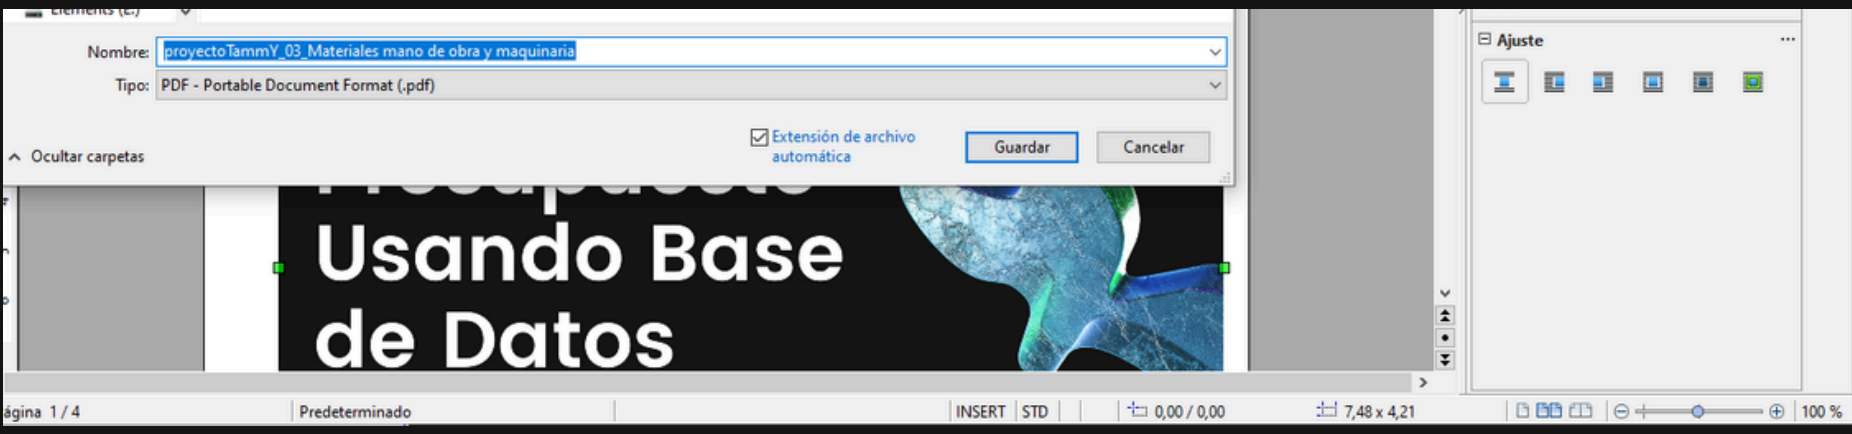 Elements (E:)
Nombre: proyectoTammY_03_Materiales mano de obra y maquinaria
Tipo: PDF - Portable Document Format (.pdf)
Extensión de archivo
automática
Guardar
Cancelar
Ocultar carpetas
Presupuesto
Usando Base
de Datos
Ajuste
ágina 1 / 4
Predeterminado
INSERT
STD
0,00 / 0,00
7,48 x 4,21
100 %